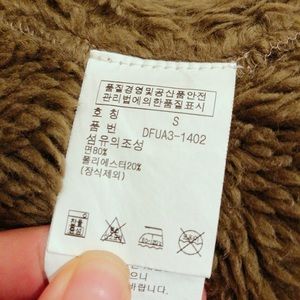 품질경영및공산품안전
관리법에의한품질표시
호 칭 S
품 번 DFUA3-1402
섬유의조성
면80%
폴리에스터20%
(장식제외)